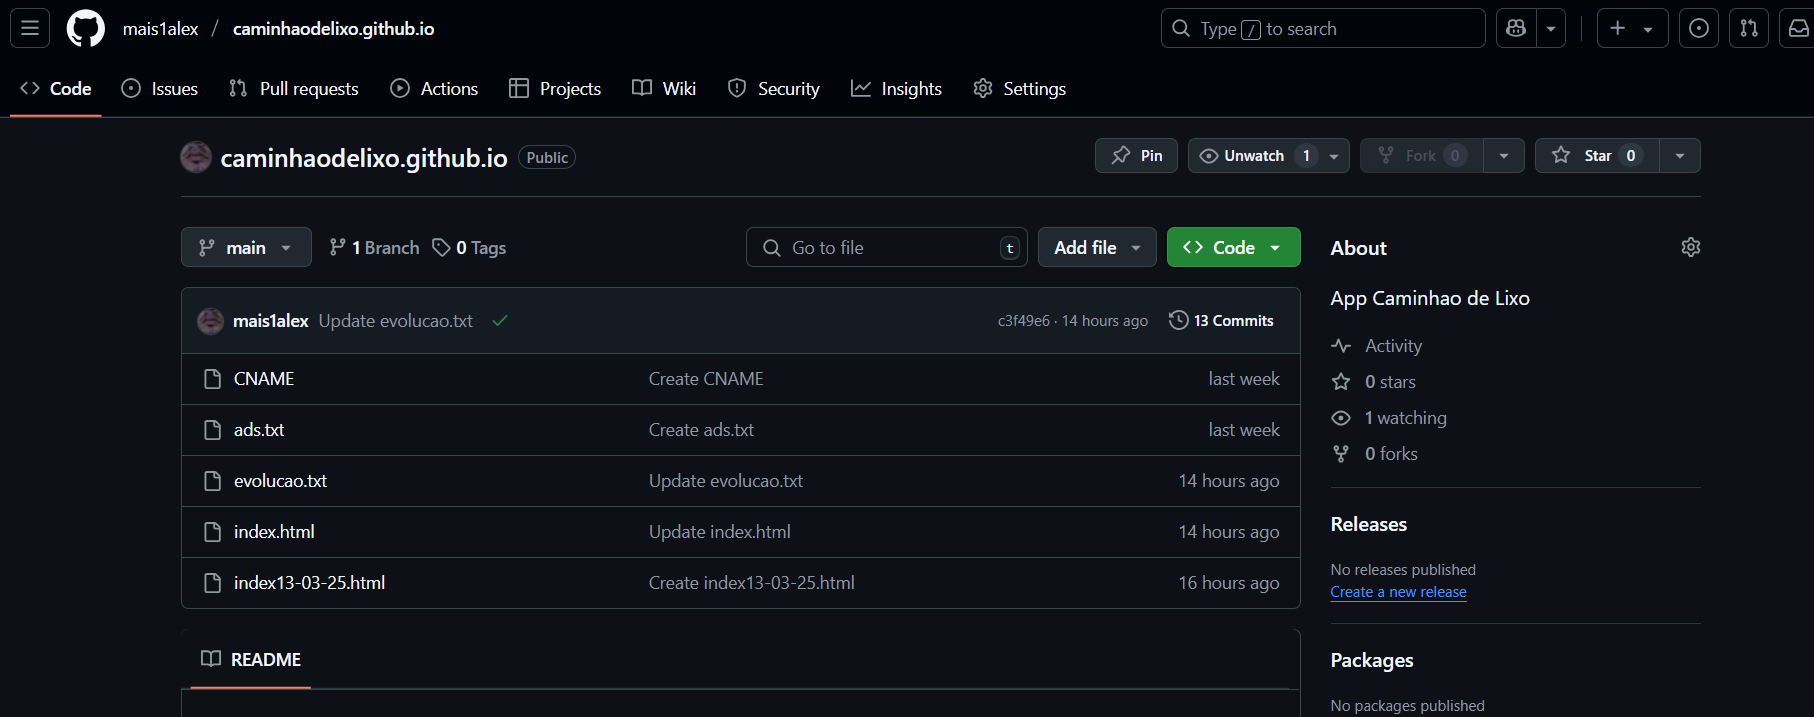 mais1alex / caminhaodelixo.github.io
Type / to search
Code
Issues
Pull requests
Actions
Projects
Wiki
Security
Insights
Settings
caminhaodelixo.github.io Public
Pin
Unwatch 1
Fork 0
Star 0
main
1 Branch
0 Tags
Go to file t
Add file
Code
mais1alex Update evolucao.txt
c3f49e6 · 14 hours ago
13 Commits
CNAME Create CNAME last week
ads.txt Create ads.txt last week
evolucao.txt Update evolucao.txt 14 hours ago
index.html Update index.html 14 hours ago
index13-03-25.html Create index13-03-25.html 16 hours ago
README
About
App Caminhao de Lixo
Activity
0 stars
1 watching
0 forks
Releases
No releases published
Create a new release
Packages
No packages published